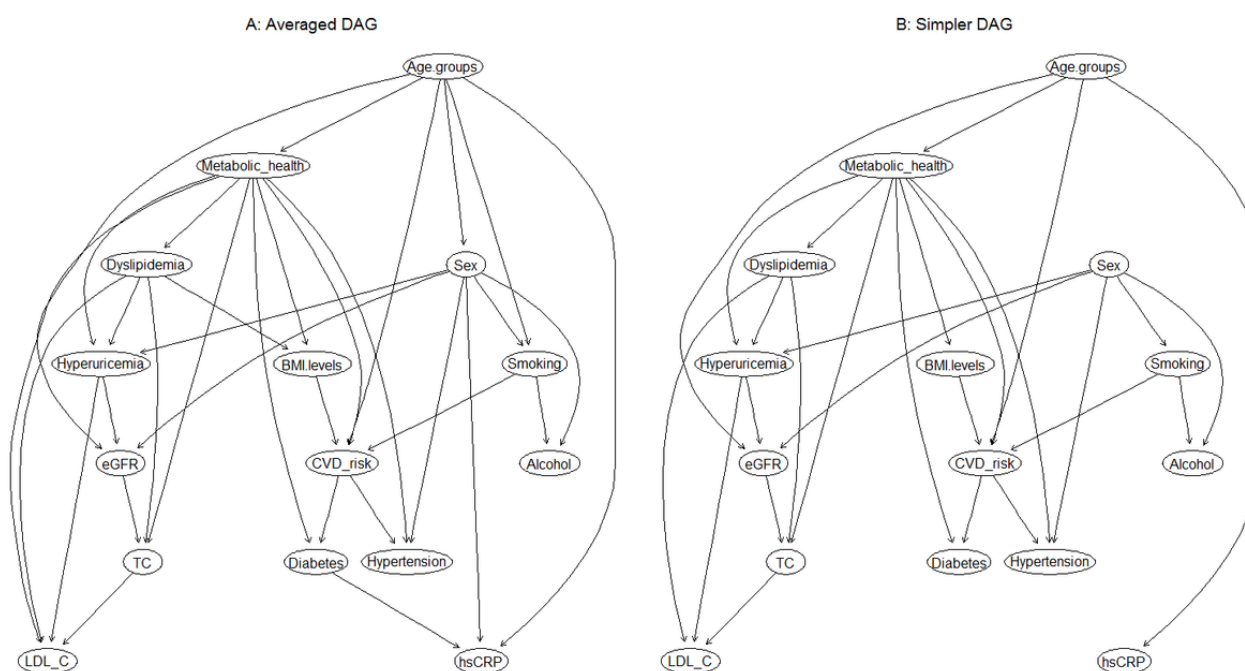 A: Averaged DAG
Age.groups
Metabolic_health
Dyslipidemia
Sex
Hyperuricemia
BMI.levels
Smoking
eGFR
CVD_risk
Alcohol
TC
Diabetes
Hypertension
LDL_C
hsCRP
B: Simpler DAG
Age.groups
Metabolic_health
Dyslipidemia
Sex
Hyperuricemia
BMI.levels
Smoking
eGFR
CVD_risk
Alcohol
TC
Diabetes
Hypertension
LDL_C
hsCRP